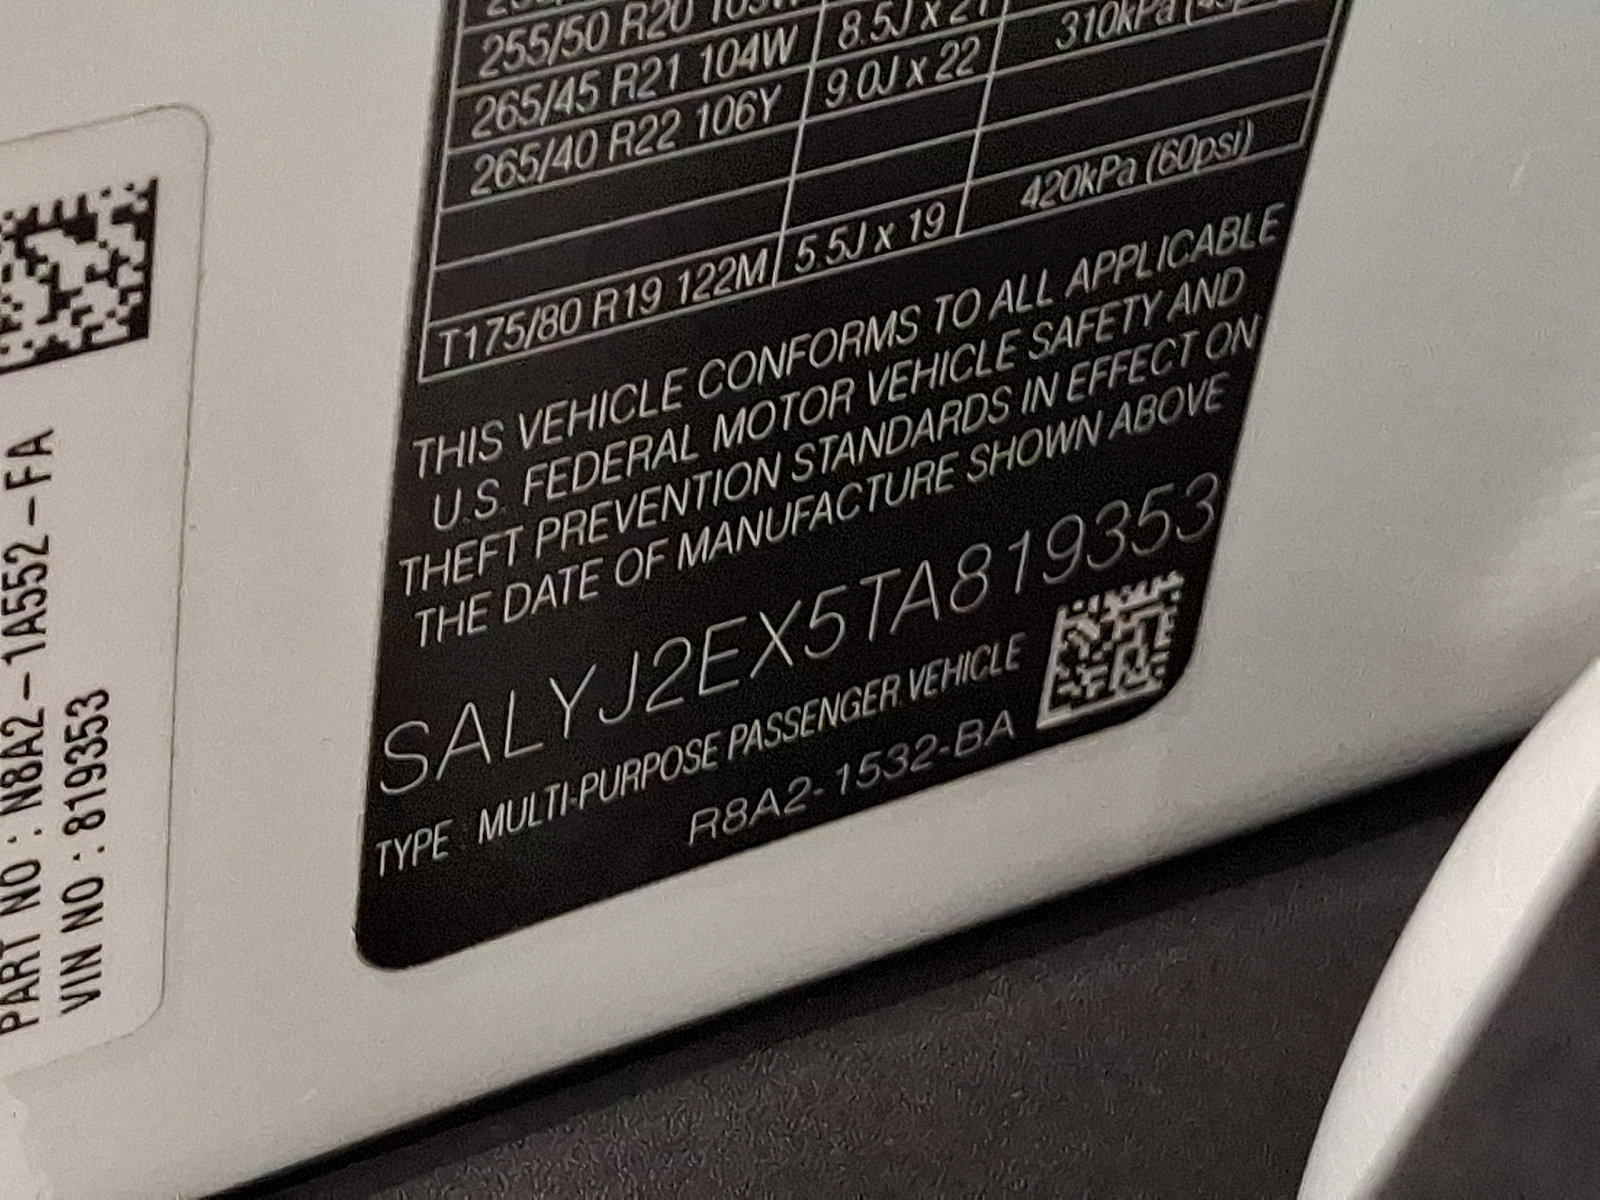 255/50 R20
265/45 R21 104W 8.5J x 21
265/40 R22 106Y 9.0J x 22 310kPa
T175/80 R19 122M 5.5J x 19 420kPa (60psi)
THIS VEHICLE CONFORMS TO ALL APPLICABLE
U.S. FEDERAL MOTOR VEHICLE SAFETY AND
THEFT PREVENTION STANDARDS IN EFFECT ON
THE DATE OF MANUFACTURE SHOWN ABOVE
SALYJ2EX5TA819353
TYPE : MULTI-PURPOSE PASSENGER VEHICLE
R8A2-1532-BA
PART NO : N8A2-1A552-FA
VIN NO : 819353